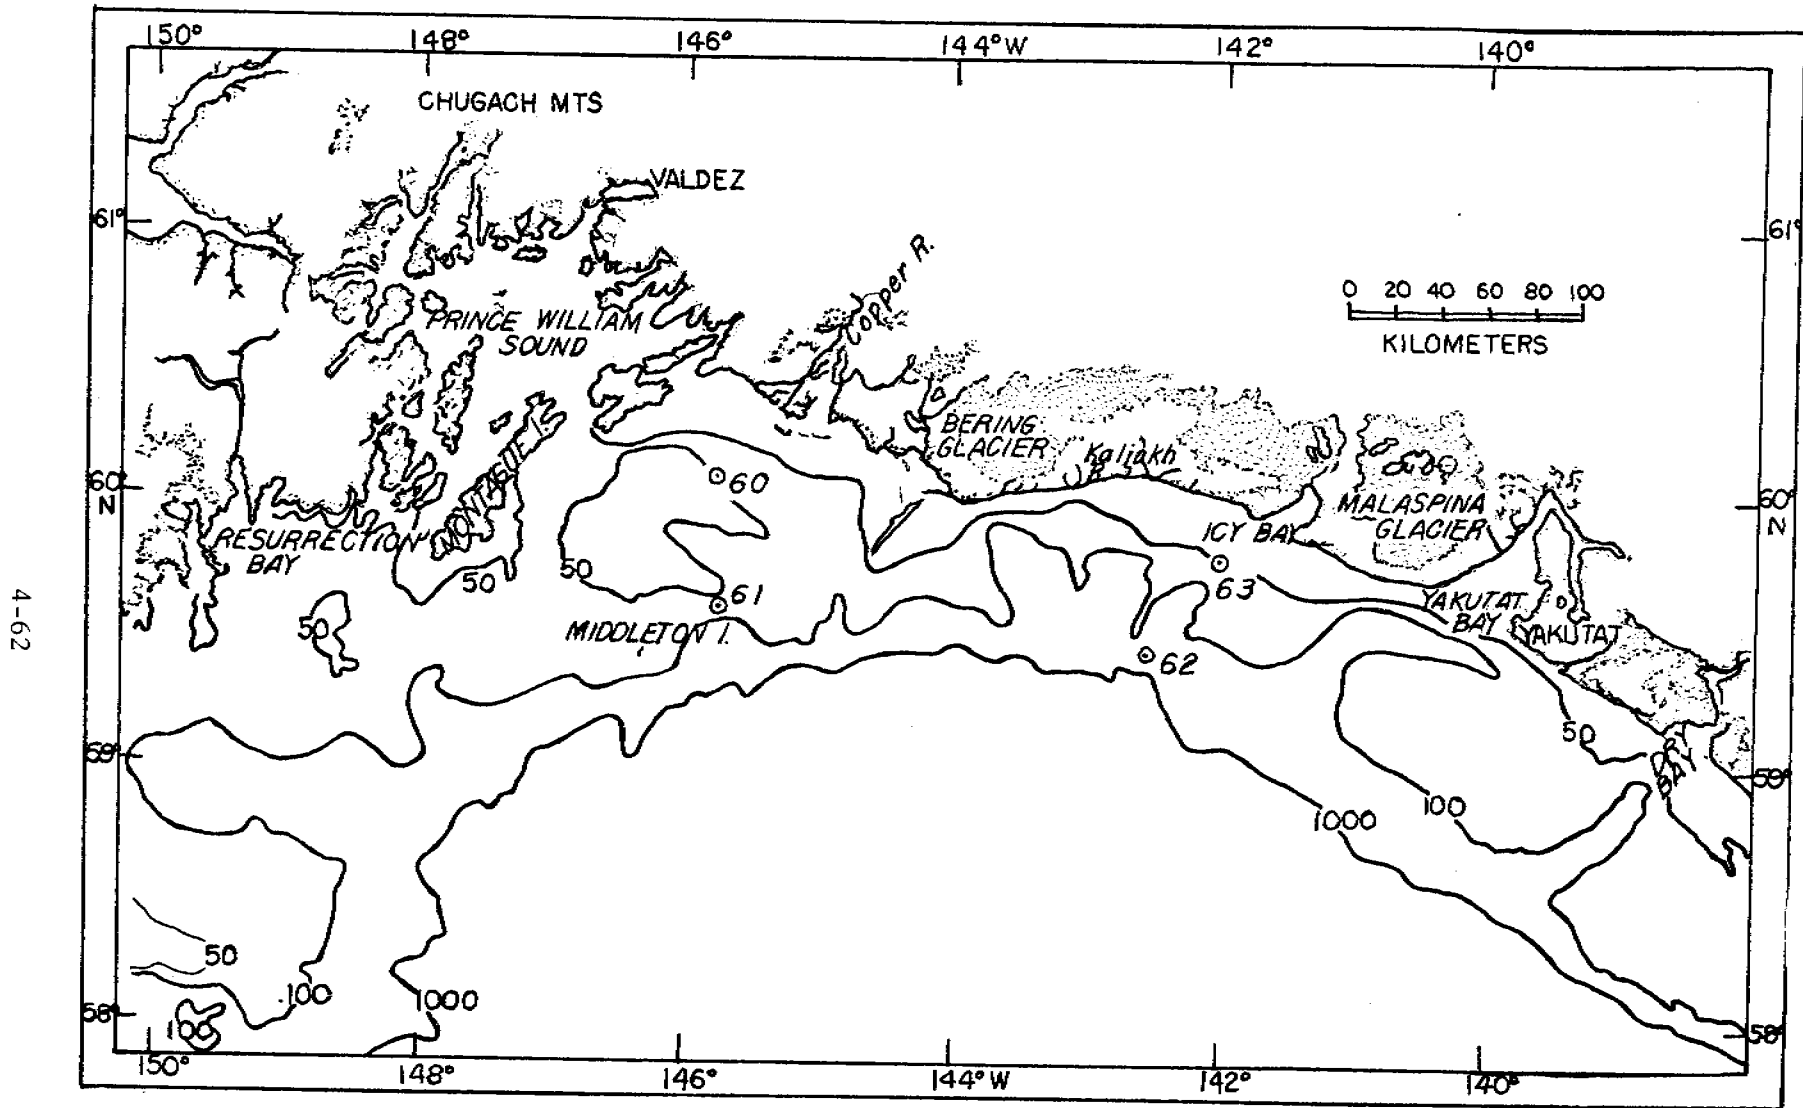 150° 148° 146° 144° W 142° 140°
CHUGACH MTS
VALDEZ
61° 61°
Copper R.
0 20 40 60 80 100
KILOMETERS
PRINCE WILLIAM
SOUND
BERING
GLACIER
Kaliakh
R.
MONTAGUE I.
60°
N
60
60°
N
MALASPINA
GLACIER
ICY BAY
RESURRECTION
BAY
50
50
61
63
62
YAKUTAT
BAY
YAKUTAT
50
MIDDLETON I.
4-62
50
DRY
BAY
59° 59°
100
1000
50
100
1000
100
58° 58°
150° 148° 146° 144° W 142° 140°